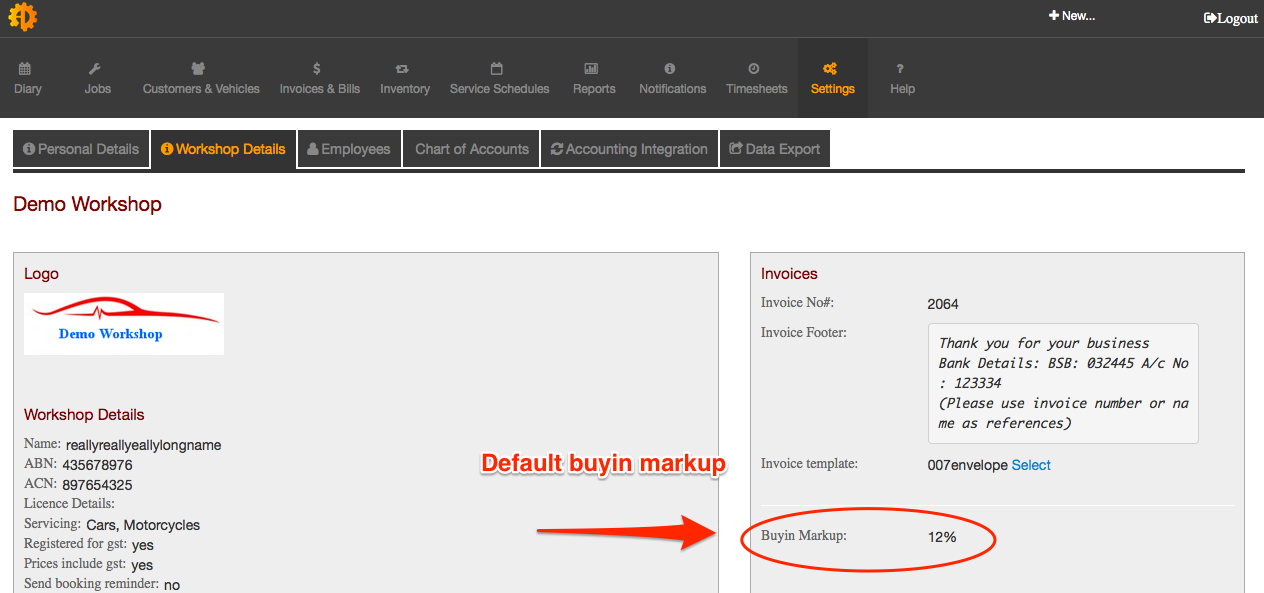 New...
Logout
Diary
Jobs
Customers & Vehicles
Invoices & Bills
Inventory
Service Schedules
Reports
Notifications
Timesheets
Settings
Help
Personal Details
Workshop Details
Employees
Chart of Accounts
Accounting Integration
Data Export
Demo Workshop
Logo
Demo Workshop
Workshop Details
Name: reallyreallyeallylongname
ABN: 435678976
ACN: 897654325
Licence Details:
Servicing: Cars, Motorcycles
Registered for gst: yes
Prices include gst: yes
Send booking reminder: no
Default buyin markup
Invoices
Invoice No#: 2064
Invoice Footer:
Thank you for your business
Bank Details: BSB: 032445 A/c No
: 123334
(Please use invoice number or na
me as references)
Invoice template: 007envelope Select
Buyin Markup: 12%